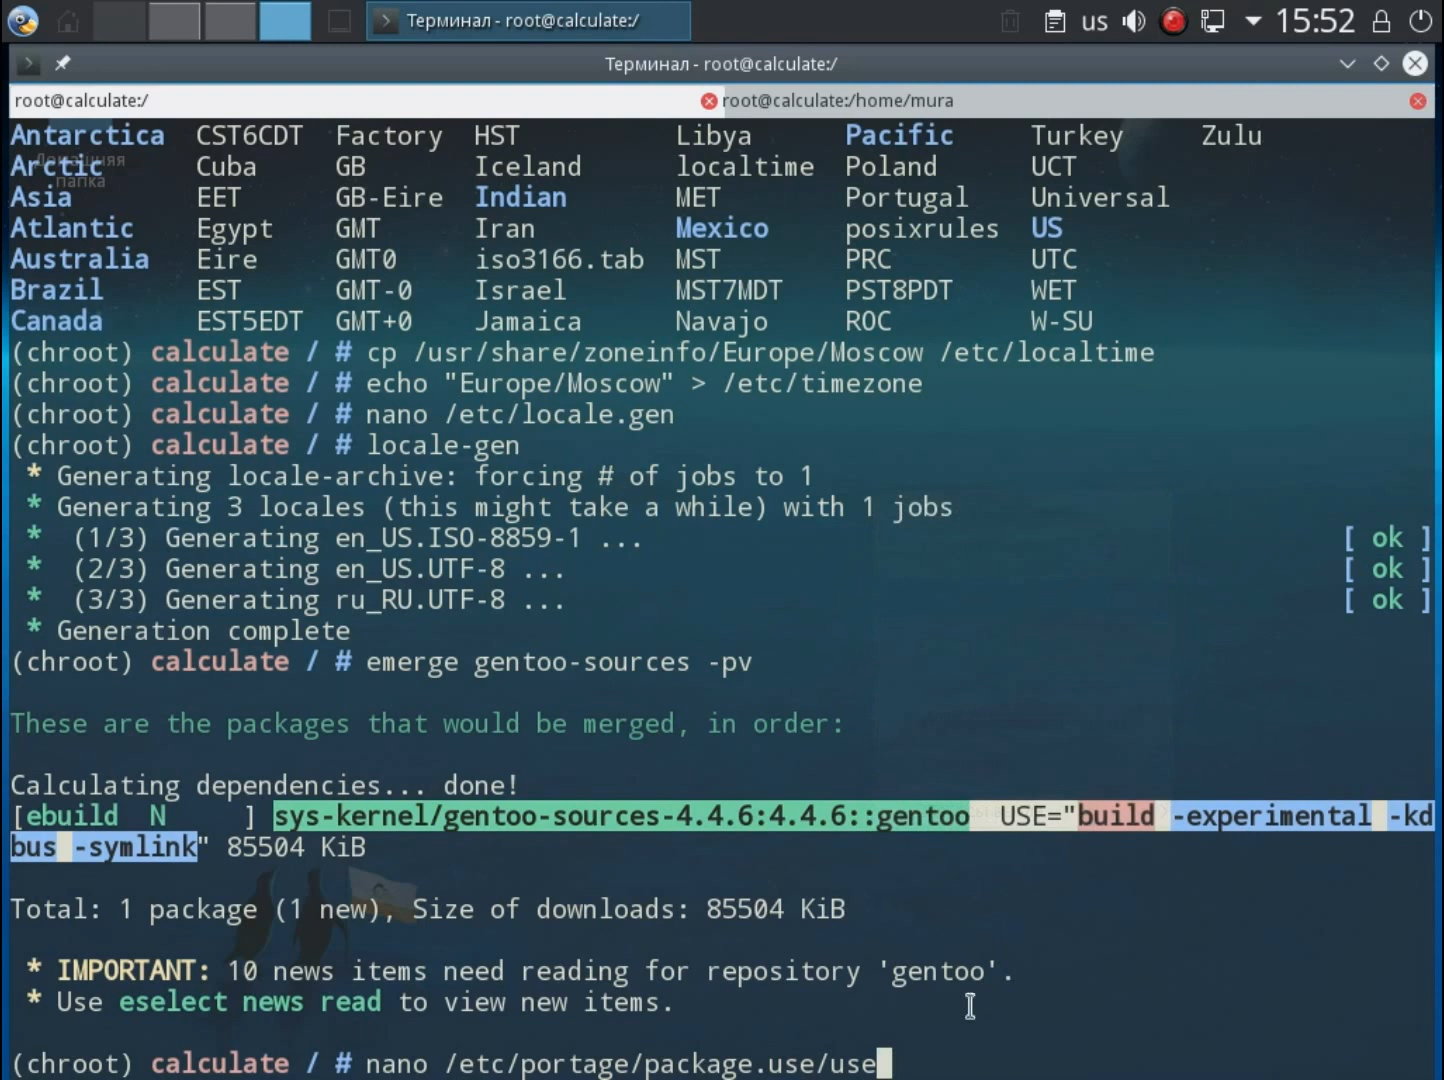 Терминал - root@calculate:/
us
15:52
Терминал - root@calculate:/
root@calculate:/
root@calculate:/home/mura
Antarctica CST6CDT Factory HST Libya Pacific Turkey Zulu
Arctic Cuba GB Iceland localtime Poland UCT
Asia EET GB-Eire Indian MET Portugal Universal
Atlantic Egypt GMT Iran Mexico posixrules US
Australia Eire GMT0 iso3166.tab MST PRC UTC
Brazil EST GMT-0 Israel MST7MDT PST8PDT WET
Canada EST5EDT GMT+0 Jamaica Navajo ROC W-SU
Домашняя
папка
(chroot) calculate / # cp /usr/share/zoneinfo/Europe/Moscow /etc/localtime
(chroot) calculate / # echo "Europe/Moscow" > /etc/timezone
(chroot) calculate / # nano /etc/locale.gen
(chroot) calculate / # locale-gen
* Generating locale-archive: forcing # of jobs to 1
* Generating 3 locales (this might take a while) with 1 jobs
* (1/3) Generating en_US.ISO-8859-1 ... [ ok ]
* (2/3) Generating en_US.UTF-8 ... [ ok ]
* (3/3) Generating ru_RU.UTF-8 ... [ ok ]
* Generation complete
(chroot) calculate / # emerge gentoo-sources -pv
These are the packages that would be merged, in order:
Calculating dependencies... done!
[ebuild N ] sys-kernel/gentoo-sources-4.4.6:4.4.6::gentoo USE="build -experimental -kd
bus -symlink" 85504 KiB
Total: 1 package (1 new), Size of downloads: 85504 KiB
* IMPORTANT: 10 news items need reading for repository 'gentoo'.
* Use eselect news read to view new items.
(chroot) calculate / # nano /etc/portage/package.use/use